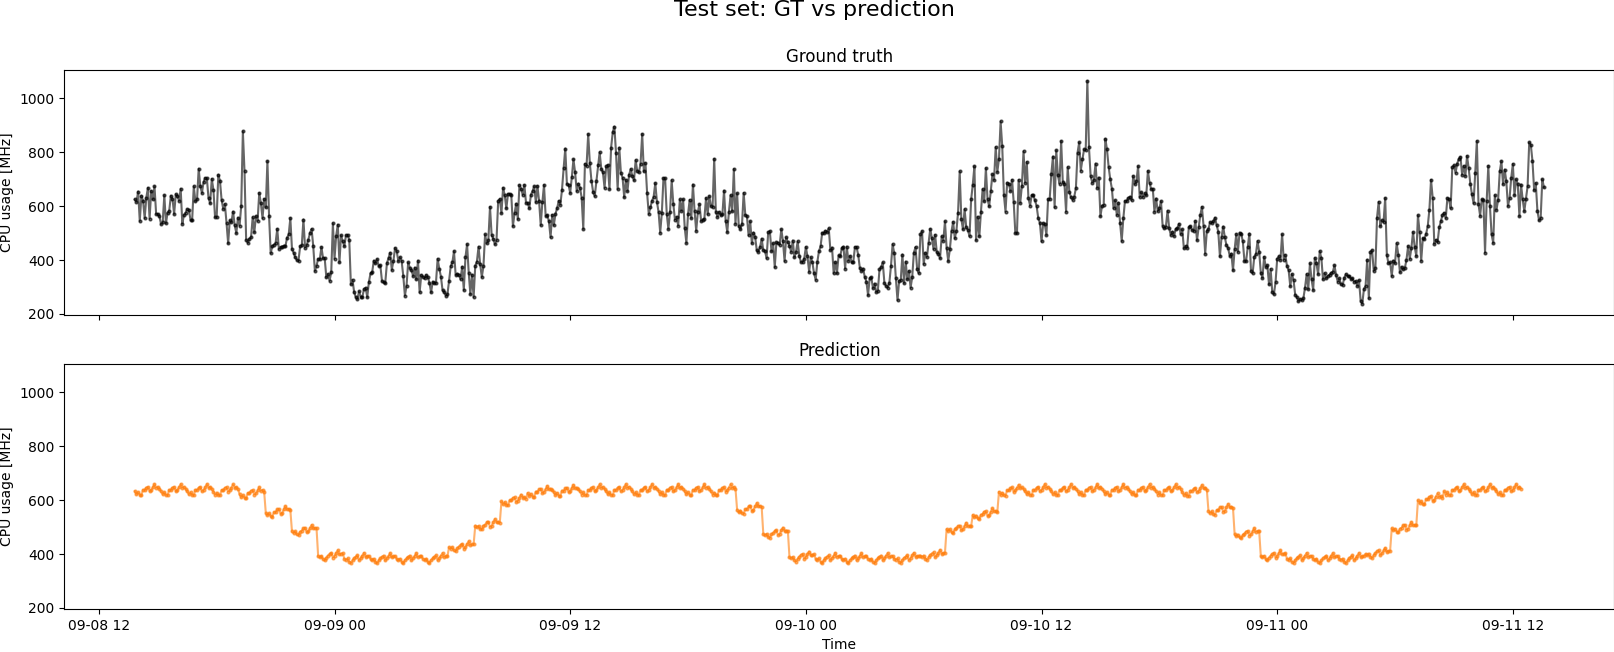 Test set: GT vs prediction
Ground truth
CPU usage [MHz]
1000
800
600
400
200
Prediction
CPU usage [MHz]
1000
800
600
400
200
09-08 12 09-09 00 09-09 12 09-10 00 09-10 12 09-11 00 09-11 12
Time